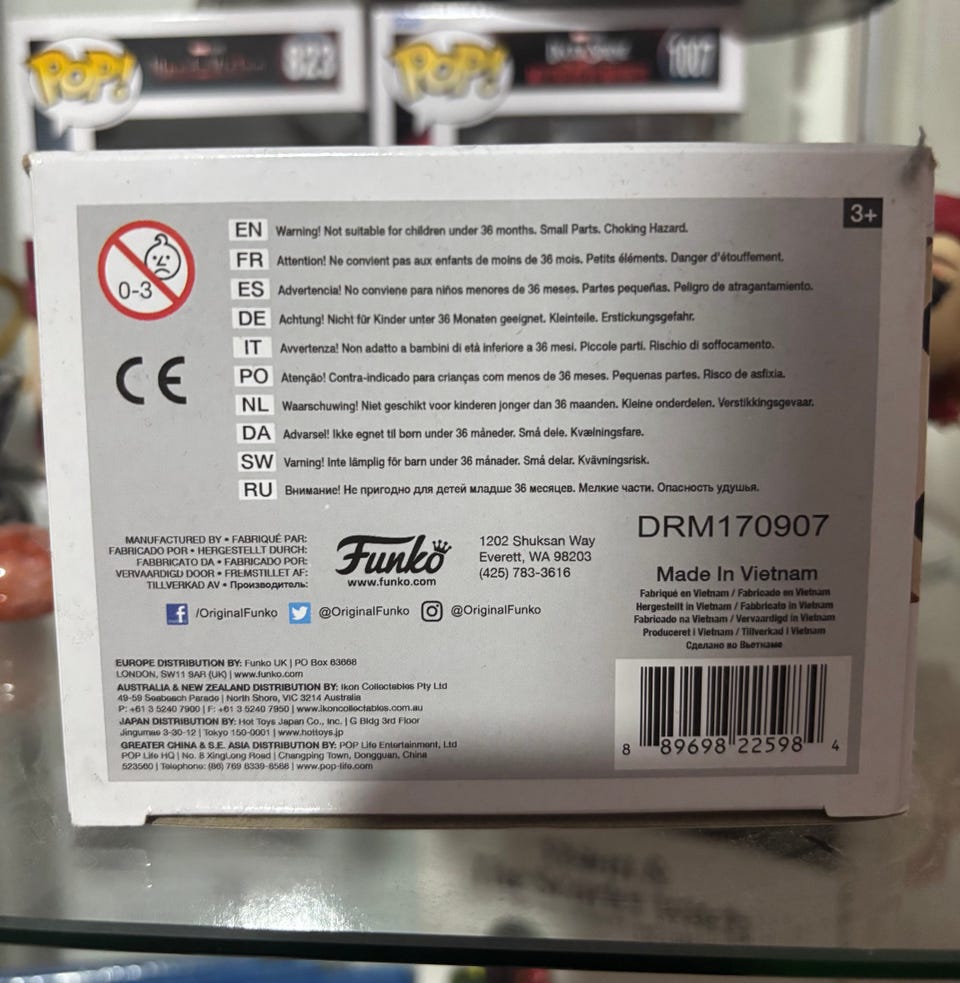 POP!
823
POP!
1007
3+
0-3
EN Warning! Not suitable for children under 36 months. Small Parts. Choking Hazard.
FR Attention! Ne convient pas aux enfants de moins de 36 mois. Petits éléments. Danger d'étouffement.
ES Advertencia! No conviene para niños menores de 36 meses. Partes pequeñas. Peligro de atragantamiento.
DE Achtung! Nicht für Kinder unter 36 Monaten geeignet. Kleinteile. Erstickungsgefahr.
IT Avvertenza! Non adatto a bambini di età inferiore a 36 mesi. Piccole parti. Rischio di soffocamento.
PO Atenção! Contra-indicado para crianças com menos de 36 meses. Pequenas partes. Risco de asfixia.
NL Waarschuwing! Niet geschikt voor kinderen jonger dan 36 maanden. Kleine onderdelen. Verstikkingsgevaar.
DA Advarsel! Ikke egnet til børn under 36 måneder. Små dele. Kvælningsfare.
SW Varning! Inte lämplig för barn under 36 månader. Små delar. Kvävningsrisk.
RU Внимание! Не пригодно для детей младше 36 месяцев. Мелкие части. Опасность удушья.
CE
MANUFACTURED BY • FABRIQUÉ PAR:
FABRICADO POR • HERGESTELLT DURCH:
FABBRICATO DA • FABRICADO POR:
VERVAARDIGD DOOR • FREMSTILLET AF:
TILLVERKAD AV • Производитель:
Funko
www.funko.com
1202 Shuksan Way
Everett, WA 98203
(425) 783-3616
/OriginalFunko @OriginalFunko @OriginalFunko
DRM170907
Made In Vietnam
Fabriqué en Vietnam / Fabricado en Vietnam
Hergestellt in Vietnam / Fabbricato in Vietnam
Fabricado na Vietnam / Vervaardigd in Vietnam
Produceret i Vietnam / Tillverkad i Vietnam
Сделано во Вьетнаме
EUROPE DISTRIBUTION BY: Funko UK | PO Box 63668
LONDON, SW11 9AR (UK) | www.funko.com
AUSTRALIA & NEW ZEALAND DISTRIBUTION BY: Ikon Collectables Pty Ltd
49-59 Seabeach Parade | North Shore, VIC 3214 Australia
P: +61 3 5240 7900 | F: +61 3 5240 7950 | www.ikoncollectables.com.au
JAPAN DISTRIBUTION BY: Hot Toys Japan Co., Inc. | G Bldg 3rd Floor
Jingumae 3-30-12 | Tokyo 150-0001 | www.hottoys.jp
GREATER CHINA & S.E. ASIA DISTRIBUTION BY: POP Life Entertainment, Ltd
POP Life HQ | No. 8 XingLong Road | Changping Town, Dongguan, China
523560 | Telephone: (86) 769 8339-8588 | www.pop-life.com
8 89698 22598 4